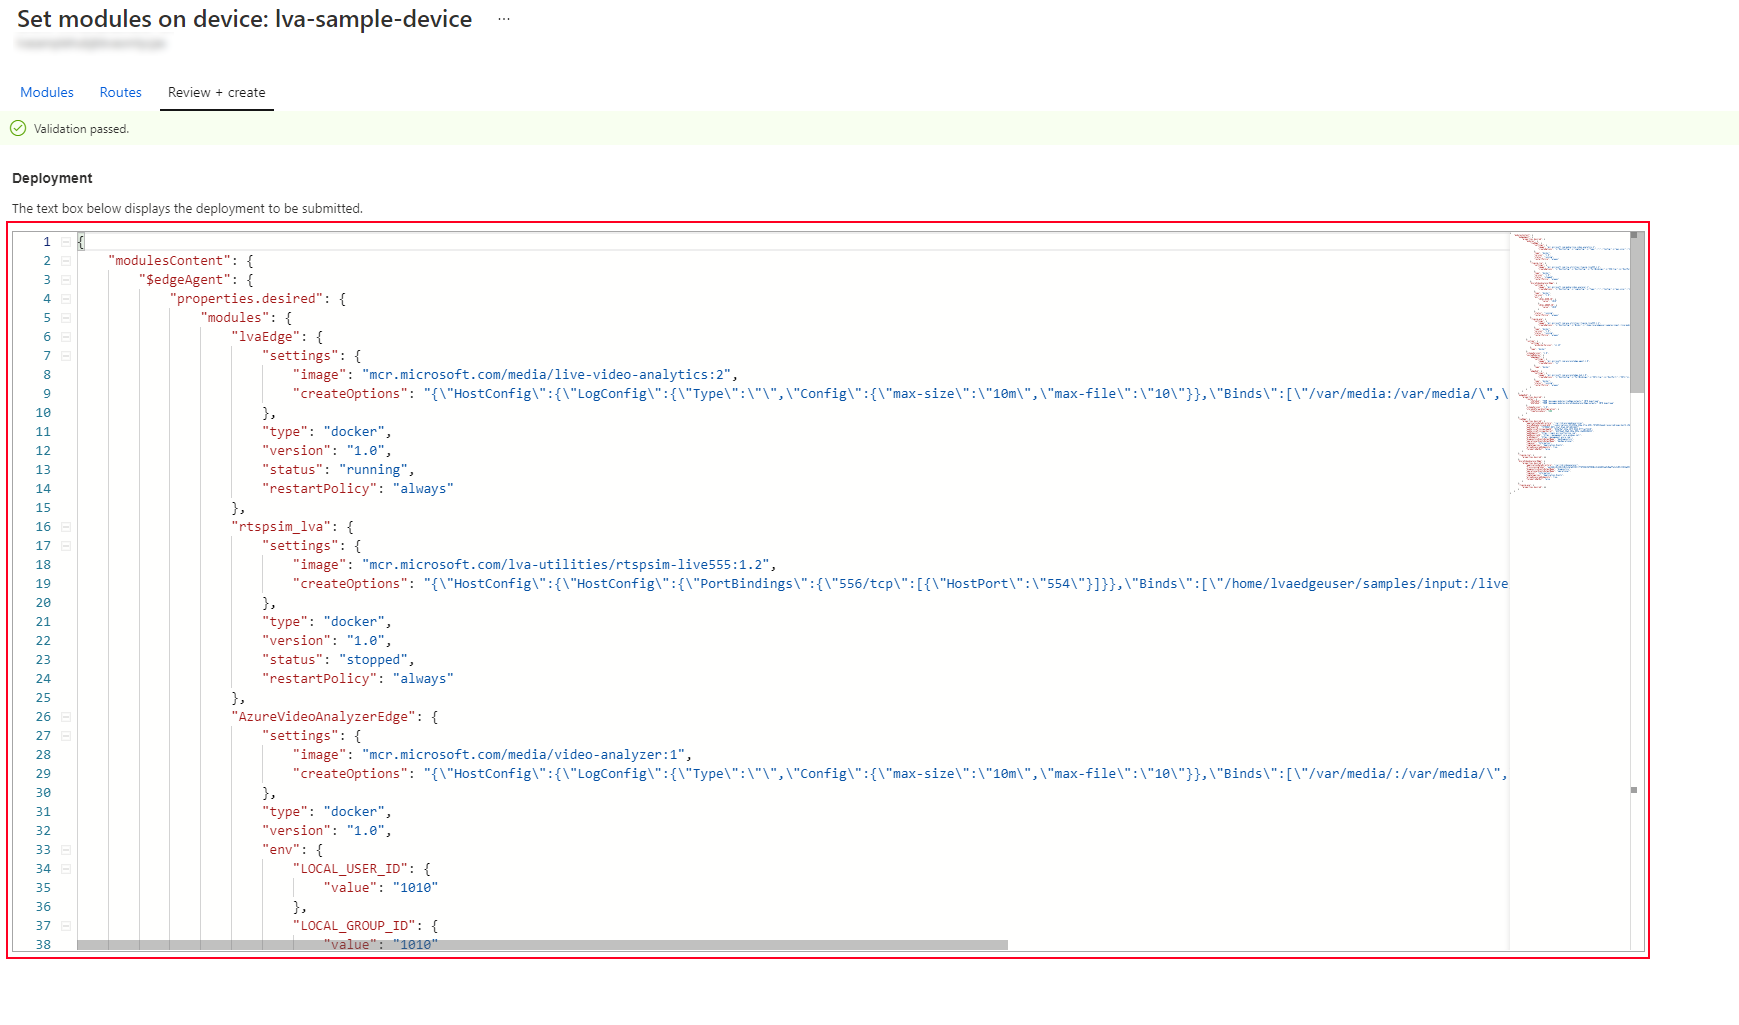 Set modules on device: lva-sample-device ...
Modules Routes Review + create
Validation passed.
Deployment
The text box below displays the deployment to be submitted.
1 {
2 "modulesContent": {
3 "$edgeAgent": {
4 "properties.desired": {
5 "modules": {
6 "lvaEdge": {
7 "settings": {
8 "image": "mcr.microsoft.com/media/live-video-analytics:2",
9 "createOptions": "{\"HostConfig\":{\"LogConfig\":{\"Type\":\"\",\"Config\":{\"max-size\":\"10m\",\"max-file\":\"10\"}},\"Binds\":[\"/var/media:/var/media/\",\
10 },
11 "type": "docker",
12 "version": "1.0",
13 "status": "running",
14 "restartPolicy": "always"
15 },
16 "rtspsim_lva": {
17 "settings": {
18 "image": "mcr.microsoft.com/lva-utilities/rtspsim-live555:1.2",
19 "createOptions": "{\"HostConfig\":{\"HostConfig\":{\"PortBindings\":{\"556/tcp\":[{\"HostPort\":\"554\"}]}},\"Binds\":[\"/home/lvaedgeuser/samples/input:/live
20 },
21 "type": "docker",
22 "version": "1.0",
23 "status": "stopped",
24 "restartPolicy": "always"
25 },
26 "AzureVideoAnalyzerEdge": {
27 "settings": {
28 "image": "mcr.microsoft.com/media/video-analyzer:1",
29 "createOptions": "{\"HostConfig\":{\"LogConfig\":{\"Type\":\"\",\"Config\":{\"max-size\":\"10m\",\"max-file\":\"10\"}},\"Binds\":[\"/var/media/:/var/media/\",
30 },
31 "type": "docker",
32 "version": "1.0",
33 "env": {
34 "LOCAL_USER_ID": {
35 "value": "1010"
36 },
37 "LOCAL_GROUP_ID": {
38 "value": "1010"